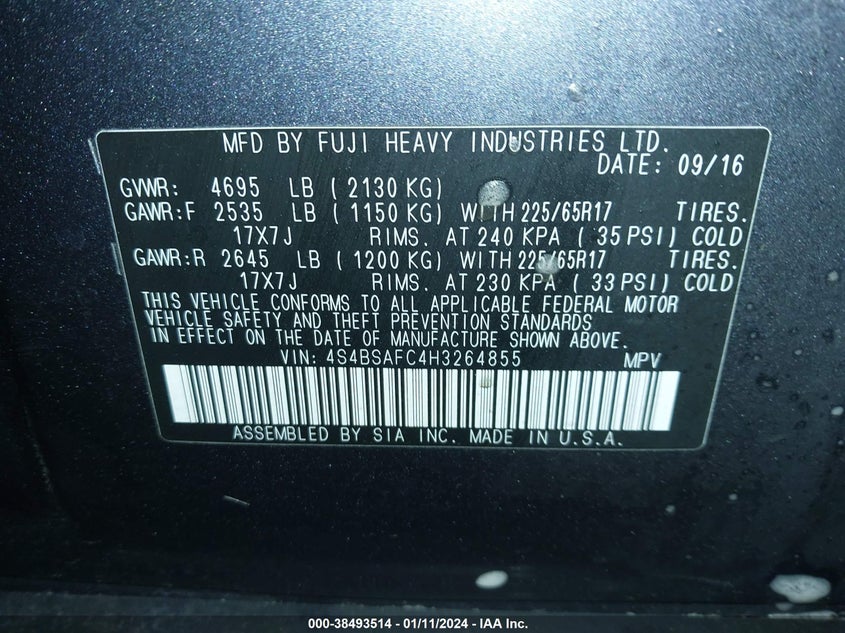 MFD BY FUJI HEAVY INDUSTRIES LTD.
DATE: 09/16
GVWR: 4695 LB ( 2130 KG)
GAWR:F 2535 LB ( 1150 KG) WITH 225/65R17 TIRES.
17X7J RIMS. AT 240 KPA ( 35 PSI) COLD
GAWR:R 2645 LB ( 1200 KG) WITH 225/65R17 TIRES.
17X7J RIMS. AT 230 KPA ( 33 PSI) COLD
THIS VEHICLE CONFORMS TO ALL APPLICABLE FEDERAL MOTOR
VEHICLE SAFETY AND THEFT PREVENTION STANDARDS
IN EFFECT ON THE DATE OF MANUFACTURE SHOWN ABOVE.
VIN: 4S4BSAFC4H3264855 MPV
ASSEMBLED BY SIA INC. MADE IN U.S.A.
000-38493514 - 01/11/2024 - IAA Inc.